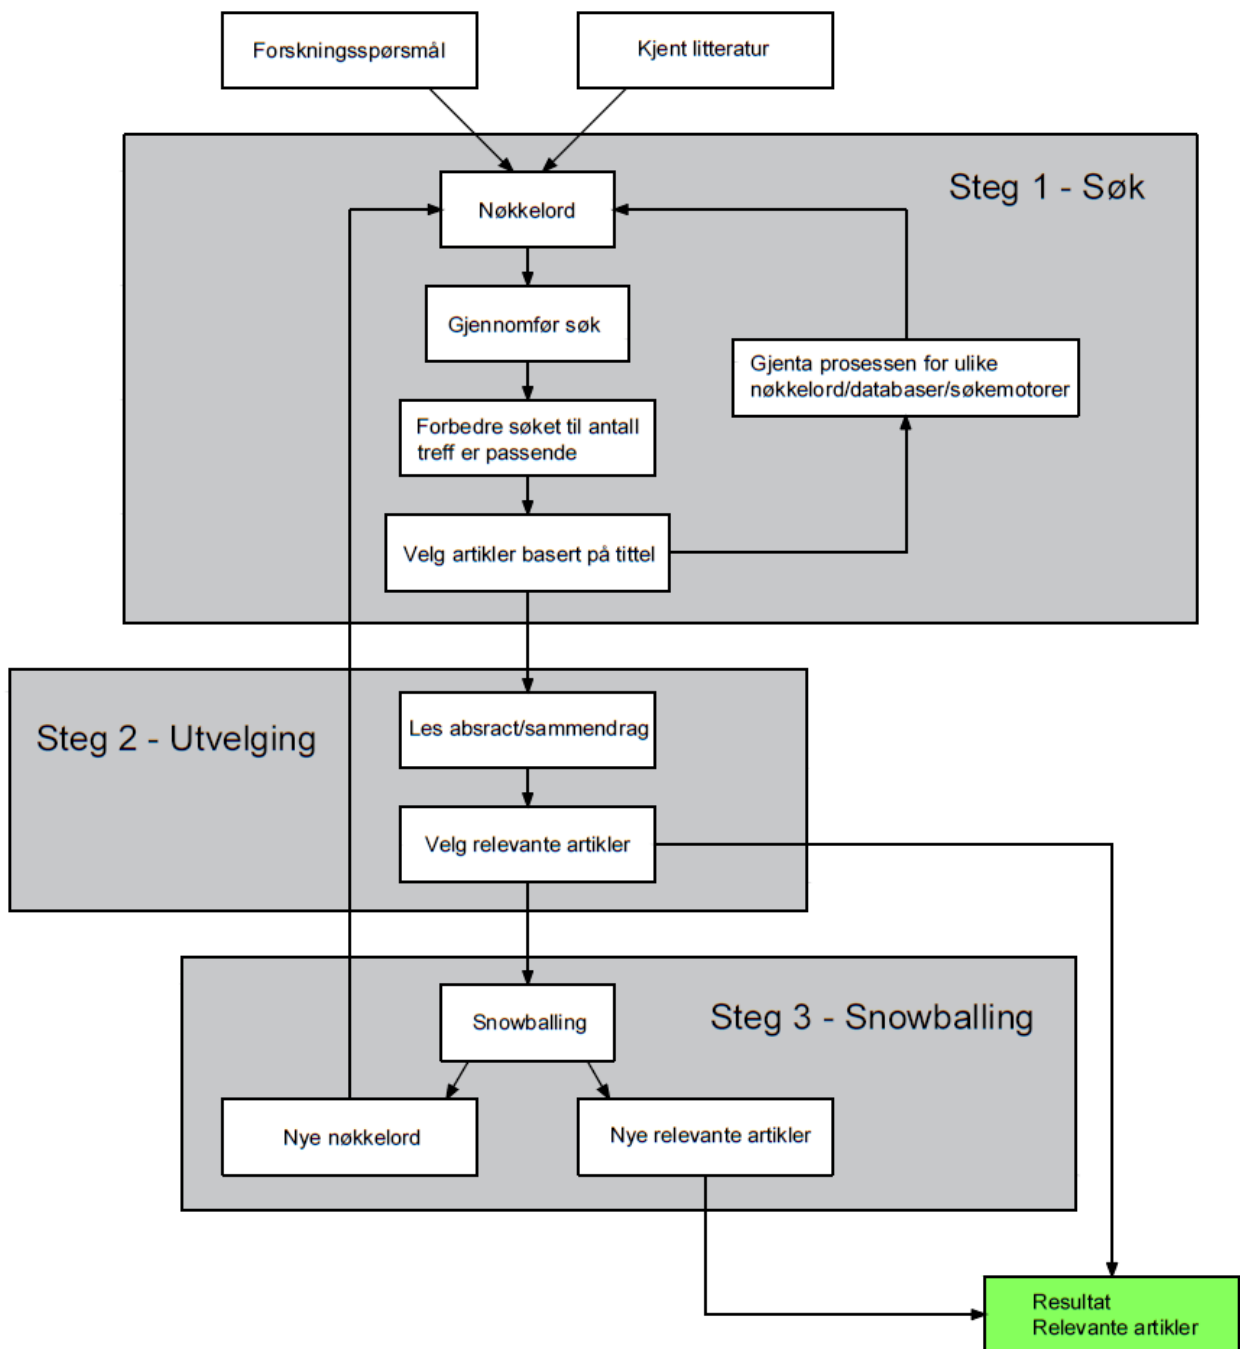 Forskningsspørsmål
Kjent litteratur
Steg 1 - Søk
Nøkkelord
Gjennomfør søk
Gjenta prosessen for ulike
nøkkelord/databaser/søkemotorer
Forbedre søket til antall
treff er passende
Velg artikler basert på tittel
Steg 2 - Utvelging
Les absract/sammendrag
Velg relevante artikler
Steg 3 - Snowballing
Snowballing
Nye nøkkelord
Nye relevante artikler
Resultat
Relevante artikler